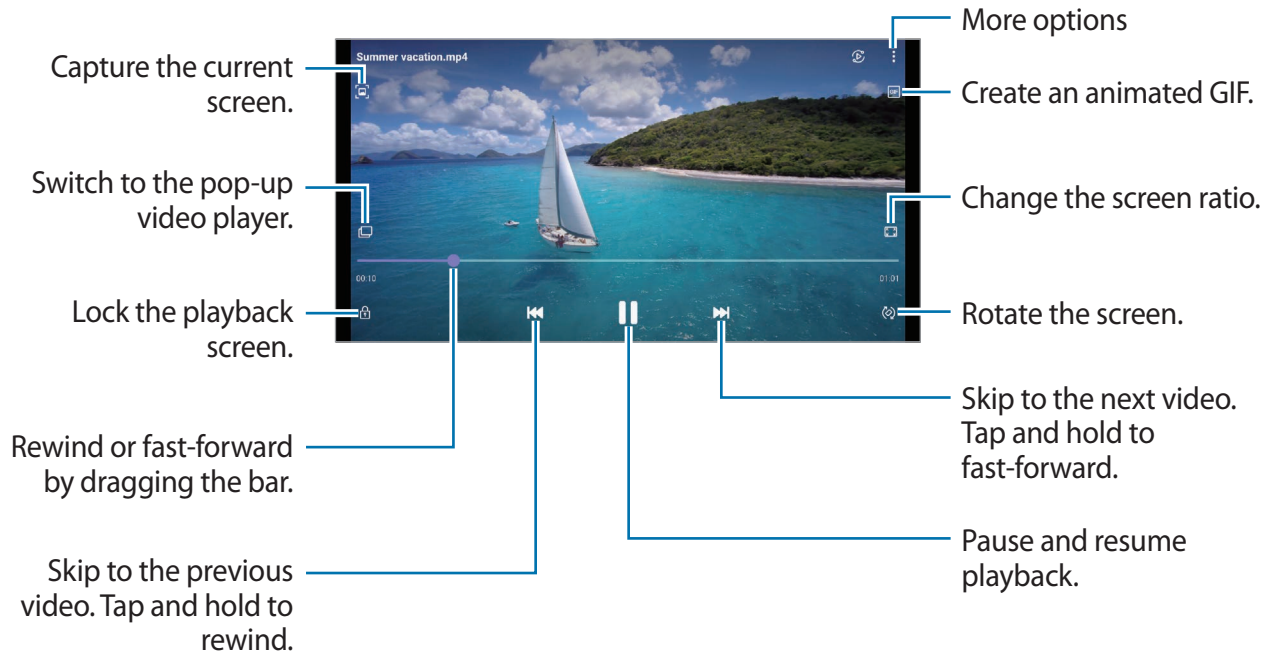 More options
Summer vacation.mp4
Capture the current
screen.
GIF
Create an animated GIF.
Switch to the pop-up
video player.
Change the screen ratio.
00:10
01:01
Lock the playback
screen.
Rotate the screen.
Skip to the next video.
Tap and hold to
fast-forward.
Rewind or fast-forward
by dragging the bar.
Pause and resume
playback.
Skip to the previous
video. Tap and hold to
rewind.